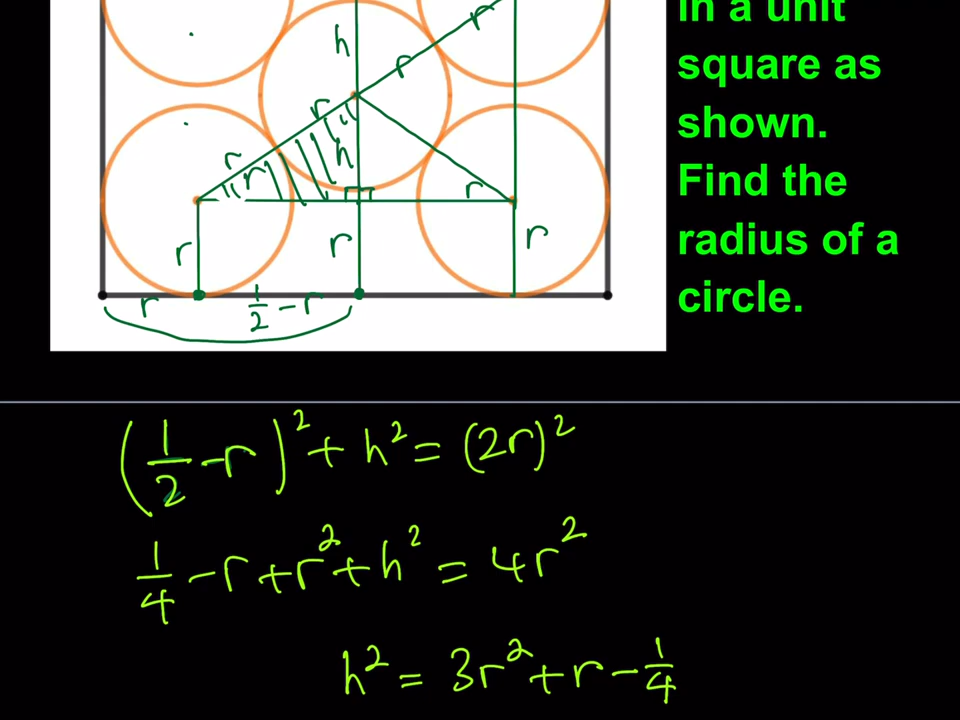 in a unit
square as
shown.
Find the
radius of a
circle.
h
r
r
r
r
h
r
r
r
r
r
r
1/2 - r
(1/2 - r)² + h² = (2r)²
1/4 - r + r² + h² = 4r²
h² = 3r² + r - 1/4